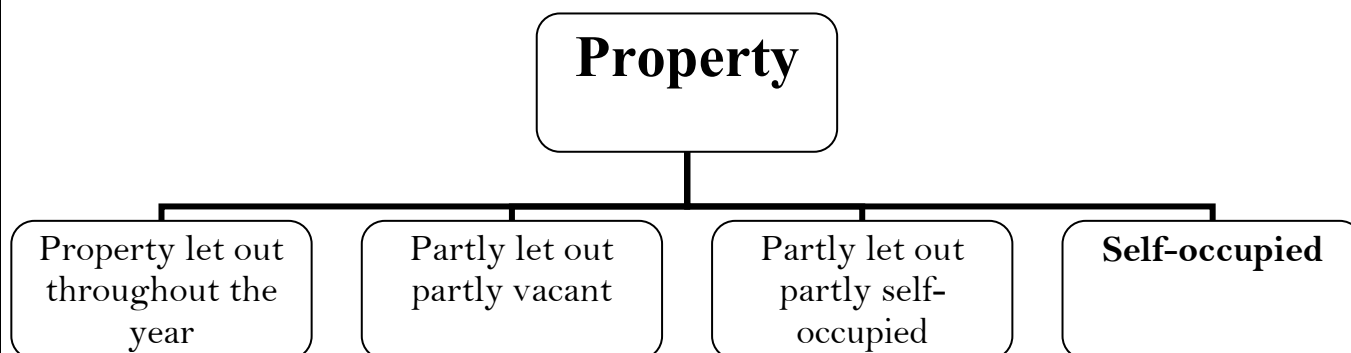 Property
Property let out
throughout the
year
Partly let out
partly vacant
Partly let out
partly self-
occupied
Self-occupied